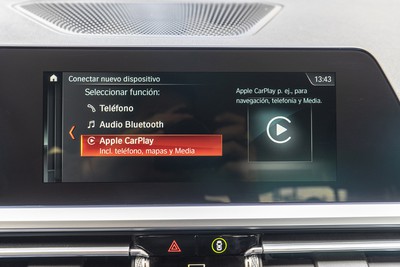 Conectar nuevo dispositivo
13:43
Seleccionar función:
Teléfono
Audio Bluetooth
Apple CarPlay
Incl. teléfono, mapas y Media
Apple CarPlay p. ej., para
navegación, telefonía y Media.